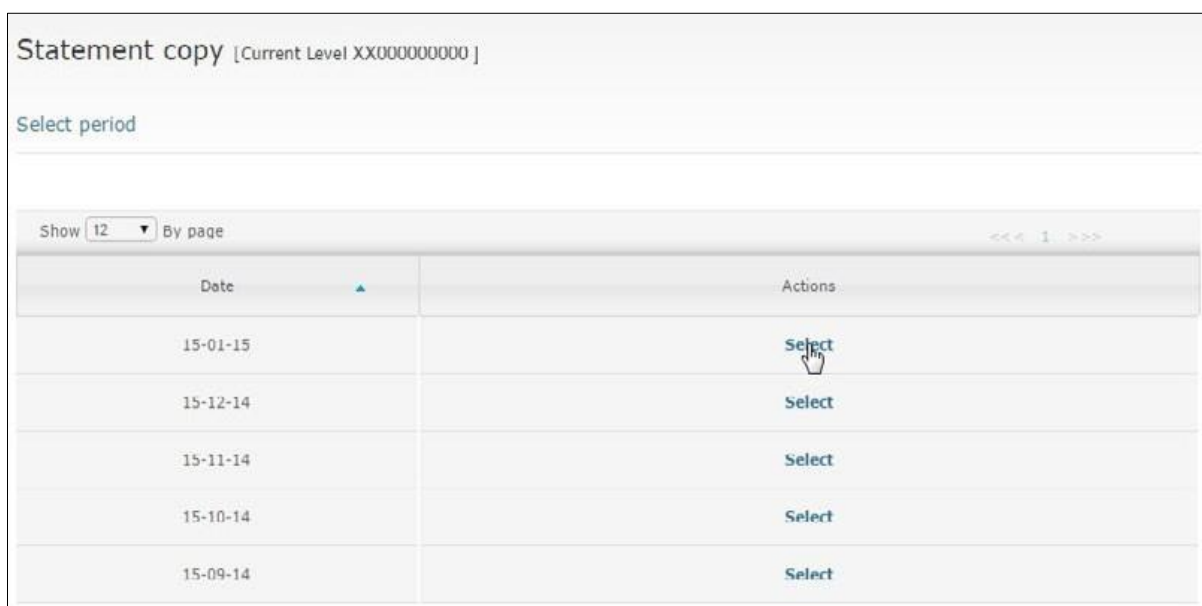 Statement copy [Current Level XX000000000 ]
Select period
Show 12 By page <<< 1 >>>
Date Actions
15-01-15 Select
15-12-14 Select
15-11-14 Select
15-10-14 Select
15-09-14 Select